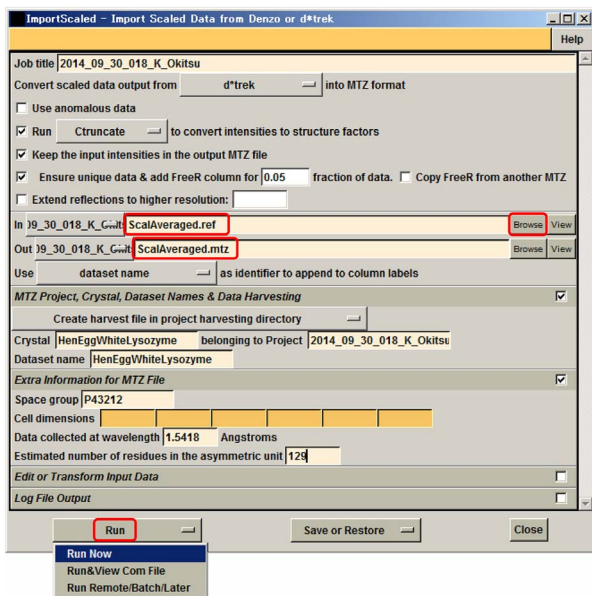 ImportScaled - Import Scaled Data from Denzo or d*trek
Help
Job title 2014_09_30_018_K_Okitsu
Convert scaled data output from d*trek into MTZ format
Use anomalous data
Run Ctruncate to convert intensities to structure factors
Keep the input intensities in the output MTZ file
Ensure unique data & add FreeR column for 0.05 fraction of data. Copy FreeR from another MTZ
Extend reflections to higher resolution:
In 09_30_018_K_Okits ScalAveraged.ref Browse View
Out 09_30_018_K_Okits ScalAveraged.mtz Browse View
Use dataset name as identifier to append to column labels
MTZ Project, Crystal, Dataset Names & Data Harvesting
Create harvest file in project harvesting directory
Crystal HenEggWhiteLysozyme belonging to Project 2014_09_30_018_K_Okitsu
Dataset name HenEggWhiteLysozyme
Extra Information for MTZ File
Space group P43212
Cell dimensions
Data collected at wavelength 1.5418 Angstroms
Estimated number of residues in the asymmetric unit 129
Edit or Transform Input Data
Log File Output
Run Save or Restore Close
Run Now
Run&View Com File
Run Remote/Batch/Later